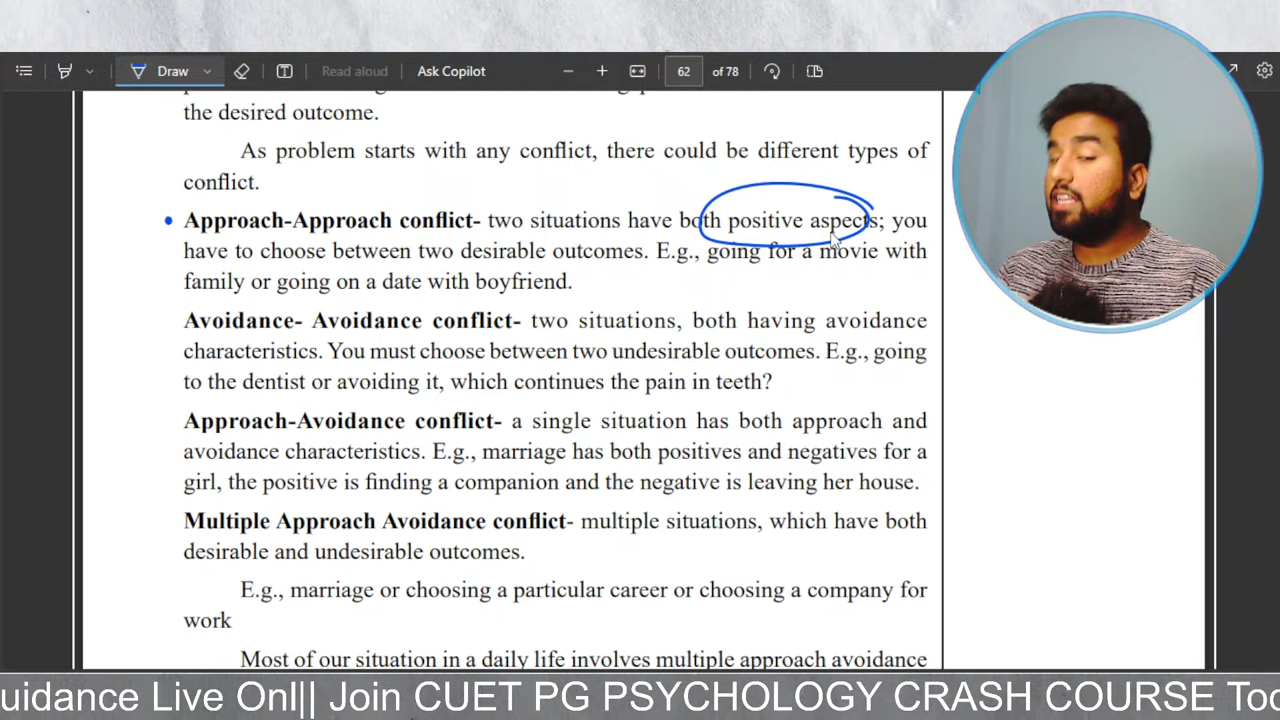 Draw
Read aloud
Ask Copilot
62
of 78
the desired outcome.
As problem starts with any conflict, there could be different types of
conflict.
Approach-Approach conflict- two situations have both positive aspects; you
have to choose between two desirable outcomes. E.g., going for a movie with
family or going on a date with boyfriend.
Avoidance- Avoidance conflict- two situations, both having avoidance
characteristics. You must choose between two undesirable outcomes. E.g., going
to the dentist or avoiding it, which continues the pain in teeth?
Approach-Avoidance conflict- a single situation has both approach and
avoidance characteristics. E.g., marriage has both positives and negatives for a
girl, the positive is finding a companion and the negative is leaving her house.
Multiple Approach Avoidance conflict- multiple situations, which have both
desirable and undesirable outcomes.
E.g., marriage or choosing a particular career or choosing a company for
work
Most of our situation in a daily life involves multiple approach avoidance
uidance Live Onl|| Join CUET PG PSYCHOLOGY CRASH COURSE Too